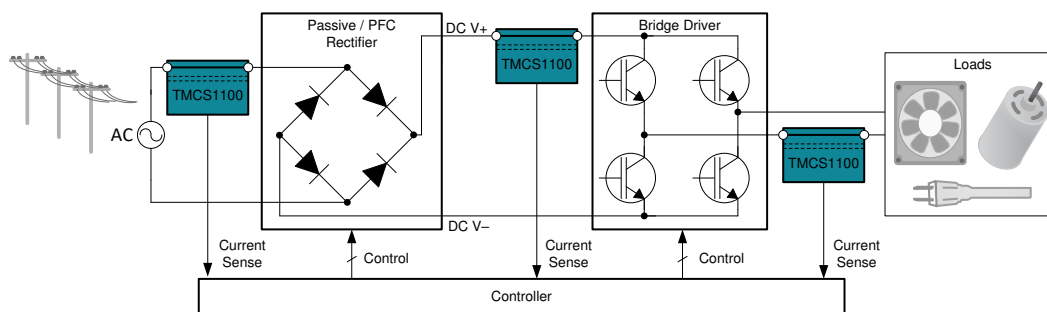 Passive / PFC
Rectifier
DC V+
Bridge Driver
Loads
TMCS1100
TMCS1100
AC
TMCS1100
DC V–
Current
Sense
Control
Current
Sense
Control
Current
Sense
Controller